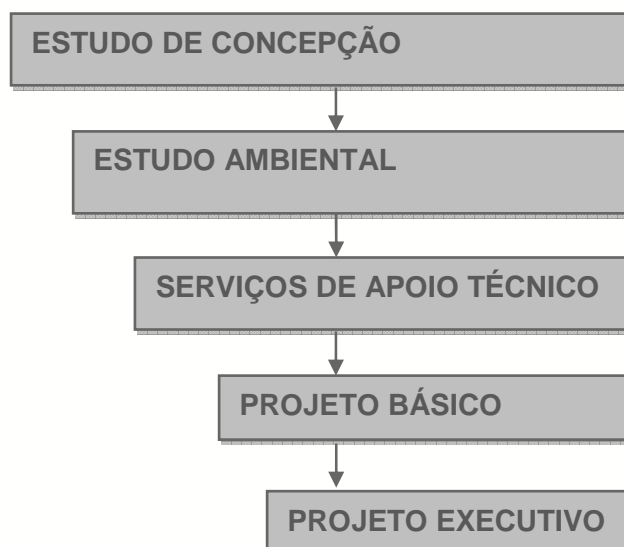 ESTUDO DE CONCEPÇÃO
ESTUDO AMBIENTAL
SERVIÇOS DE APOIO TÉCNICO
PROJETO BÁSICO
PROJETO EXECUTIVO